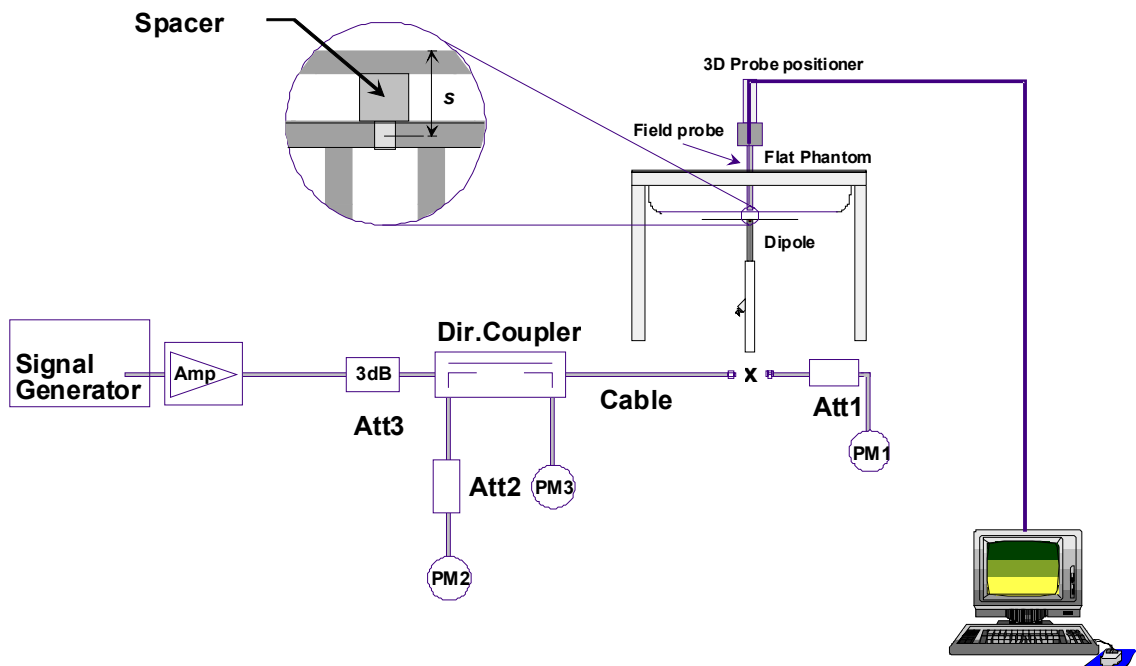 Spacer
s
3D Probe positioner
Field probe
Flat Phantom
Dipole
Signal
Generator
Amp
3dB
Att3
Dir.Coupler
Cable
x
Att1
PM1
Att2
PM3
PM2